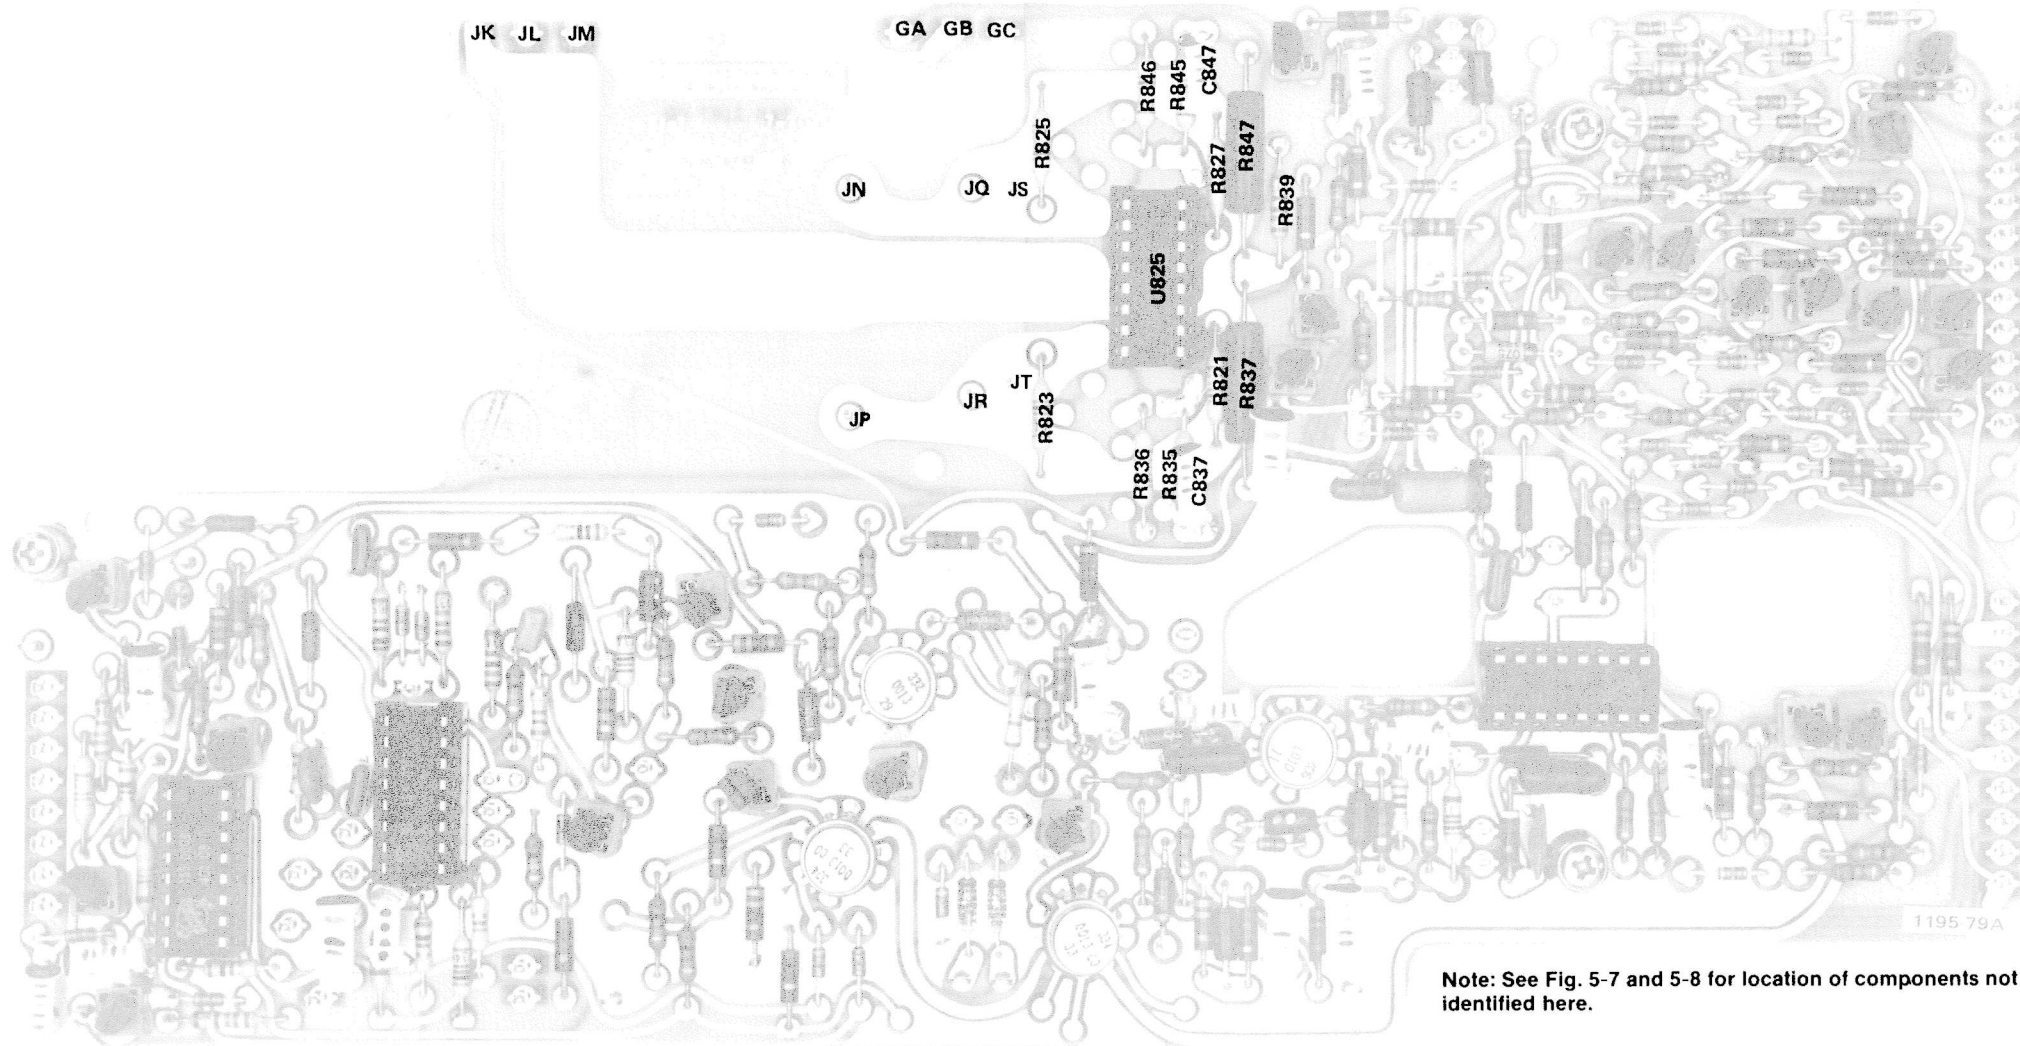 JK JL JM
GA GB GC
R846
R845
C847
R825
R827
R847
R839
JN
JQ
JS
U825
JT
JR
JP
R823
R821
R837
R836
R835
C837
1195 79A
Note: See Fig. 5-7 and 5-8 for location of components not
identified here.